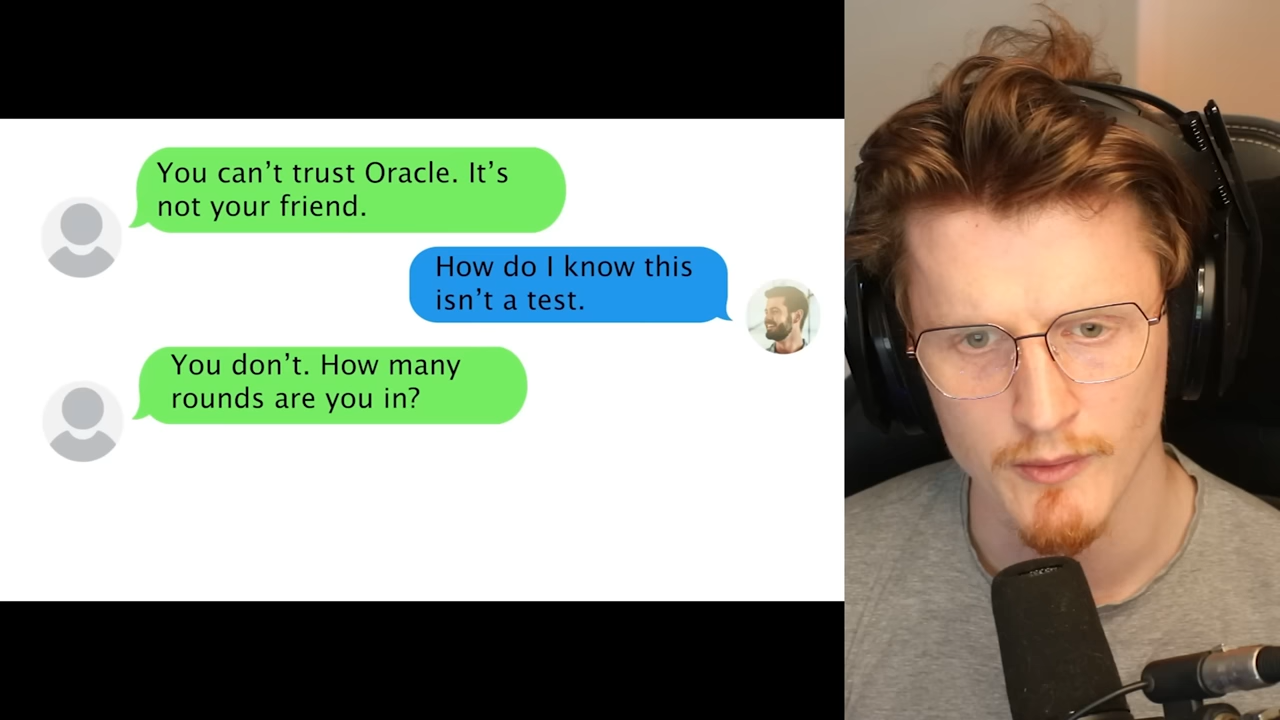 You can’t trust Oracle. It’s
not your friend.
How do I know this
isn’t a test.
You don’t. How many
rounds are you in?